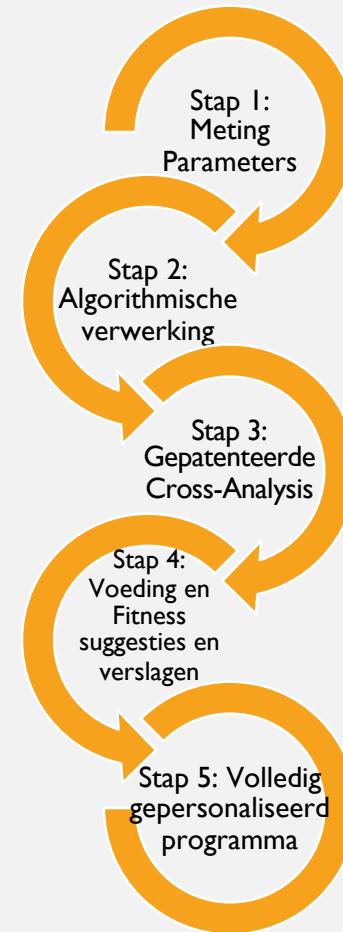 Stap 1:
Meting
Parameters
Stap 2:
Algorithmische
verwerking
Stap 3:
Gepatenteerde
Cross-Analysis
Stap 4:
Voeding en
Fitness
suggesties en
verslagen
Stap 5: Volledig
gepersonaliseerd
programma